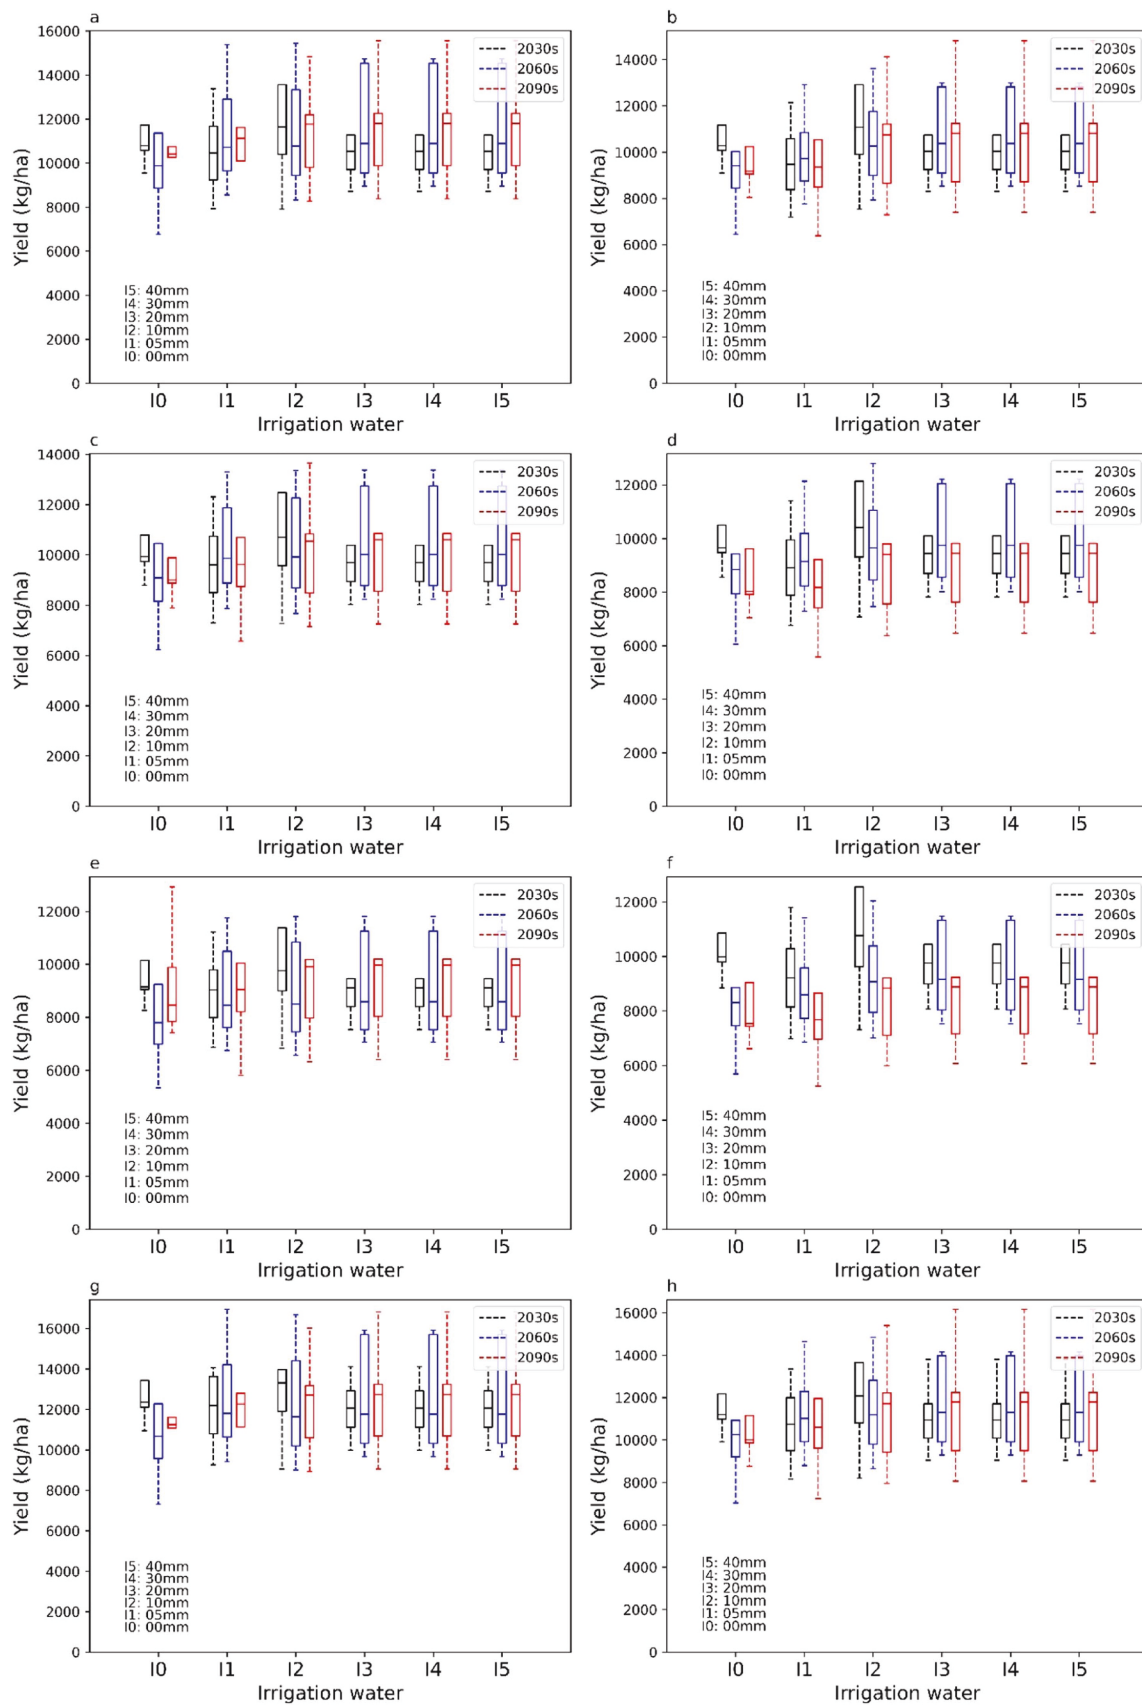 a
16000
14000
12000
10000
8000
6000
4000
2000
0
Yield (kg/ha)
2030s
2060s
2090s
I5: 40mm
I4: 30mm
I3: 20mm
I2: 10mm
I1: 05mm
I0: 00mm
I0 I1 I2 I3 I4 I5
Irrigation water
b
14000
12000
10000
8000
6000
4000
2000
0
Yield (kg/ha)
2030s
2060s
2090s
I5: 40mm
I4: 30mm
I3: 20mm
I2: 10mm
I1: 05mm
I0: 00mm
I0 I1 I2 I3 I4 I5
Irrigation water
c
14000
12000
10000
8000
6000
4000
2000
0
Yield (kg/ha)
2030s
2060s
2090s
I5: 40mm
I4: 30mm
I3: 20mm
I2: 10mm
I1: 05mm
I0: 00mm
I0 I1 I2 I3 I4 I5
Irrigation water
d
12000
10000
8000
6000
4000
2000
0
Yield (kg/ha)
2030s
2060s
2090s
I5: 40mm
I4: 30mm
I3: 20mm
I2: 10mm
I1: 05mm
I0: 00mm
I0 I1 I2 I3 I4 I5
Irrigation water
e
12000
10000
8000
6000
4000
2000
0
Yield (kg/ha)
2030s
2060s
2090s
I5: 40mm
I4: 30mm
I3: 20mm
I2: 10mm
I1: 05mm
I0: 00mm
I0 I1 I2 I3 I4 I5
Irrigation water
f
12000
10000
8000
6000
4000
2000
0
Yield (kg/ha)
2030s
2060s
2090s
I5: 40mm
I4: 30mm
I3: 20mm
I2: 10mm
I1: 05mm
I0: 00mm
I0 I1 I2 I3 I4 I5
Irrigation water
g
16000
14000
12000
10000
8000
6000
4000
2000
0
Yield (kg/ha)
2030s
2060s
2090s
I5: 40mm
I4: 30mm
I3: 20mm
I2: 10mm
I1: 05mm
I0: 00mm
I0 I1 I2 I3 I4 I5
Irrigation water
h
16000
14000
12000
10000
8000
6000
4000
2000
0
Yield (kg/ha)
2030s
2060s
2090s
I5: 40mm
I4: 30mm
I3: 20mm
I2: 10mm
I1: 05mm
I0: 00mm
I0 I1 I2 I3 I4 I5
Irrigation water